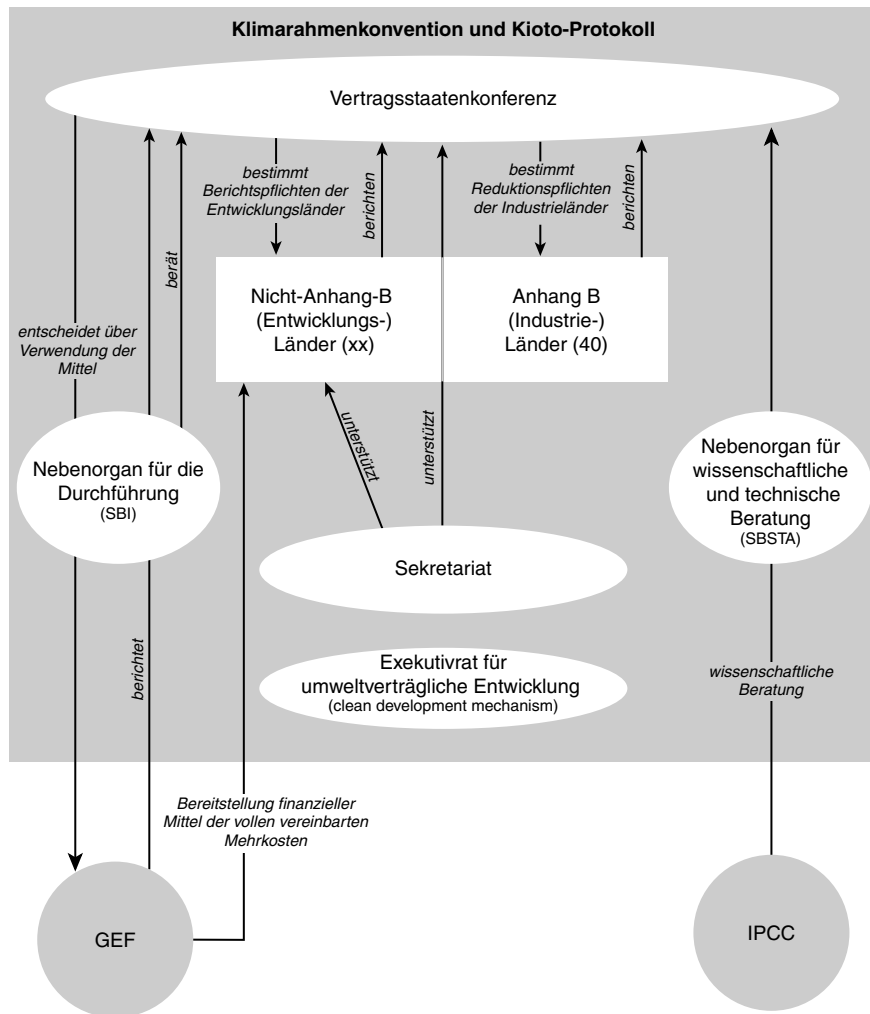 Klimarahmenkonvention und Kioto-Protokoll
Vertragsstaatenkonferenz
bestimmt
Berichtspflichten der
Entwicklungsländer
berichten
bestimmt
Reduktionspflichten
der Industrieländer
berichten
berät
Nicht-Anhang-B
(Entwicklungs-)
Länder (xx)
Anhang B
(Industrie-)
Länder (40)
entscheidet über
Verwendung der
Mittel
unterstützt
unterstützt
Nebenorgan für die
Durchführung
(SBI)
Nebenorgan für
wissenschaftliche
und technische
Beratung
(SBSTA)
Sekretariat
berichtet
Exekutivrat für
umweltverträgliche Entwicklung
(clean development mechanism)
wissenschaftliche
Beratung
Bereitstellung finanzieller
Mittel der vollen vereinbarten
Mehrkosten
GEF
IPCC